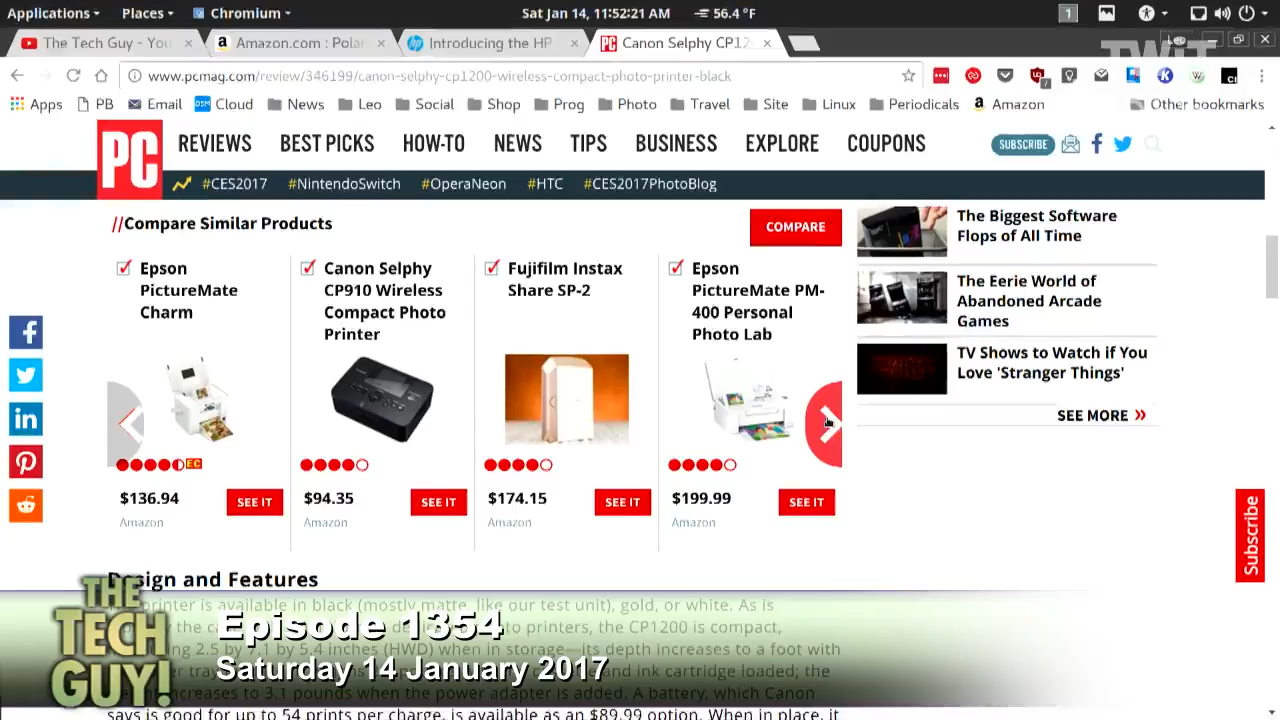 Applications Places Chromium Sat Jan 14, 11:52:21 AM 56.4 °F 1
The Tech Guy - You × Amazon.com : Polar × Introducing the HP × Canon Selphy CP12 × Leo
TWiT
www.pcmag.com/review/346199/canon-selphy-cp1200-wireless-compact-photo-printer-black
Apps PB Email Cloud News Leo Social Shop Prog Photo Travel Site Linux Periodicals Amazon Other bookmarks
PC REVIEWS BEST PICKS HOW-TO NEWS TIPS BUSINESS EXPLORE COUPONS SUBSCRIBE
#CES2017 #NintendoSwitch #OperaNeon #HTC #CES2017PhotoBlog
//Compare Similar Products COMPARE
Epson
PictureMate
Charm
$136.94 SEE IT
Amazon
EC
Canon Selphy
CP910 Wireless
Compact Photo
Printer
$94.35 SEE IT
Amazon
Fujifilm Instax
Share SP-2
$174.15 SEE IT
Amazon
Epson
PictureMate PM-
400 Personal
Photo Lab
$199.99 SEE IT
Amazon
The Biggest Software
Flops of All Time
The Eerie World of
Abandoned Arcade
Games
TV Shows to Watch if You
Love 'Stranger Things'
SEE MORE »
Subscribe
Design and Features
printer is available in black (mostly matte, like our test unit), gold, or white. As is
to printers, the CP1200 is compact,
2.5 by 7.1 by 5.4 inches (HWD) when in storage—its depth increases to a foot with
and ink cartridge loaded; the
increases to 3.1 pounds when the power adapter is added. A battery, which Canon
says is good for up to 54 prints per charge, is available as an $89.99 option. When in place, it
THE
TECH
GUY!
Episode 1354
Saturday 14 January 2017